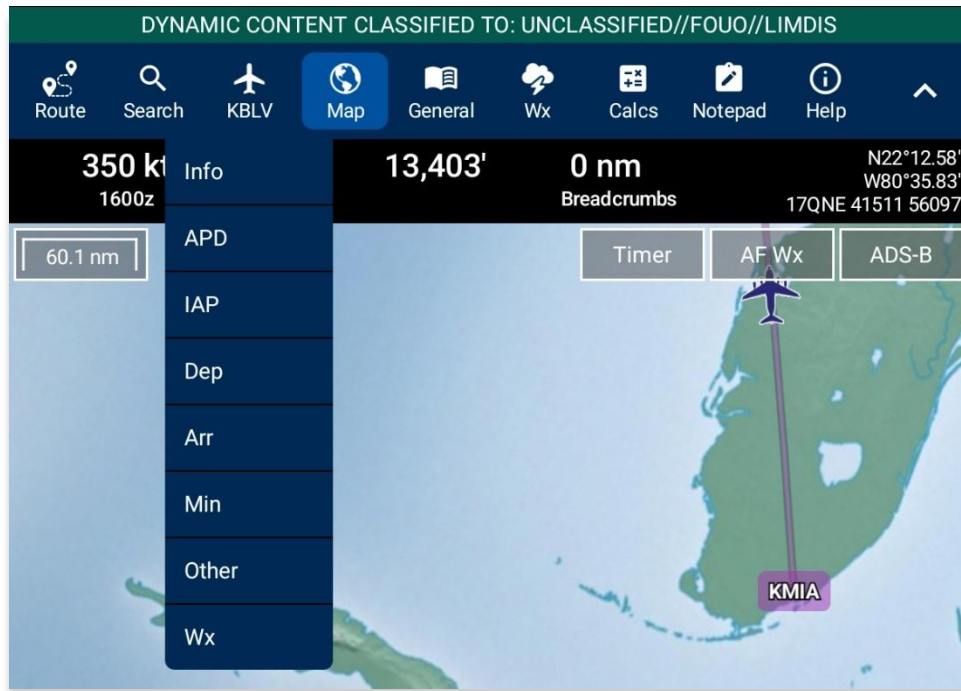 DYNAMIC CONTENT CLASSIFIED TO: UNCLASSIFIED//FOUO//LIMDIS
Route Search KBLV Map General Wx Calcs Notepad Help
350 kt 13,403' 0 nm
1600z Breadcrumbs
N22°12.58'
W80°35.83'
17QNE 41511 56097
60.1 nm Timer AF Wx ADS-B
Info
APD
IAP
Dep
Arr
Min
Other
Wx
KMIA